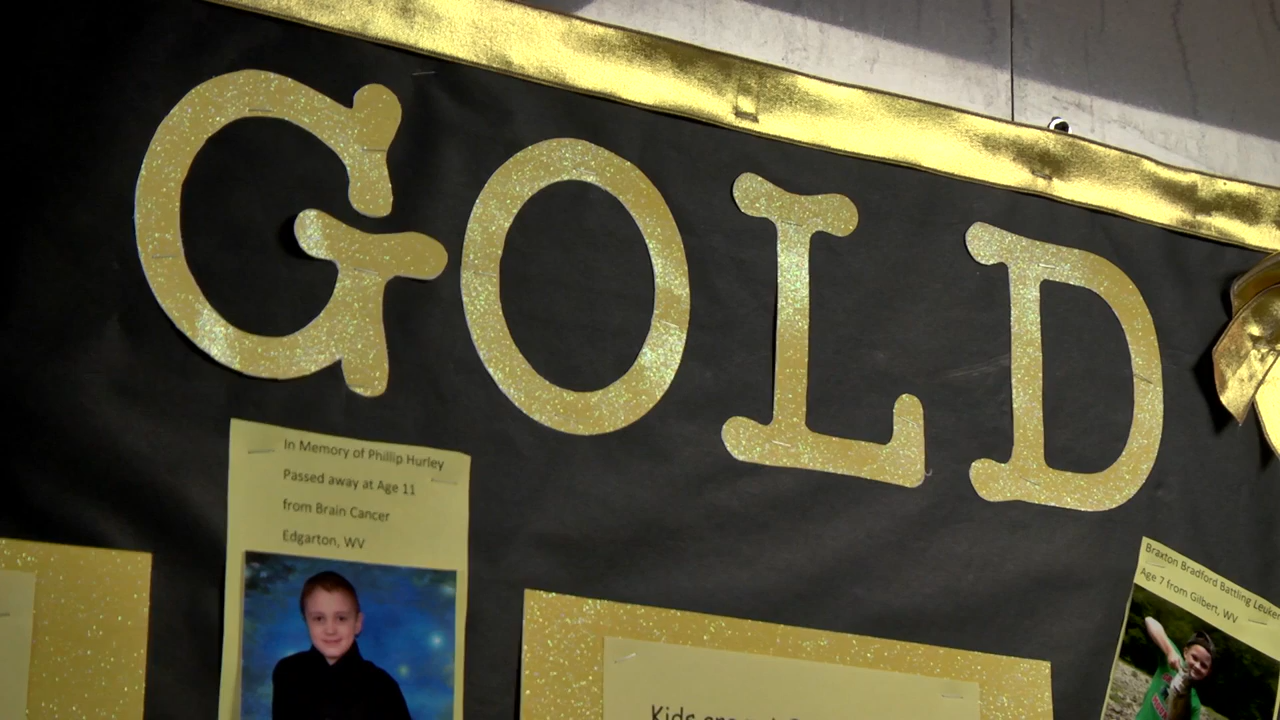 GOLD
In Memory of Phillip Hurley
Passed away at Age 11
from Brain Cancer
Edgarton, WV
Braxton Bradford Battling
Age 7 from Gilbert, WV
Kids